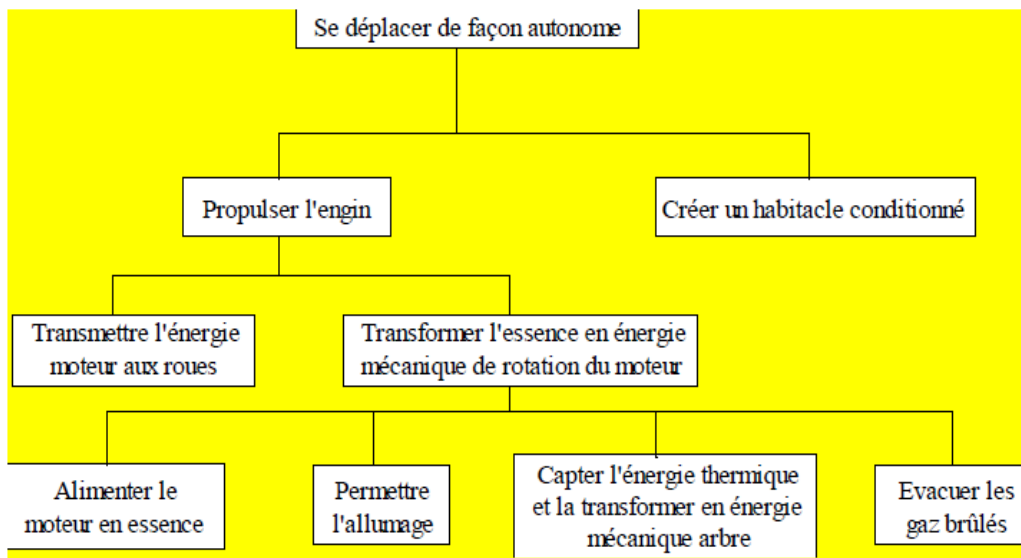 Se déplacer de façon autonome
Propulser l'engin
Créer un habitacle conditionné
Transmettre l'énergie
moteur aux roues
Transformer l'essence en énergie
mécanique de rotation du moteur
Alimenter le
moteur en essence
Permettre
l'allumage
Capter l'énergie thermique
et la transformer en énergie
mécanique arbre
Evacuer les
gaz brûlés